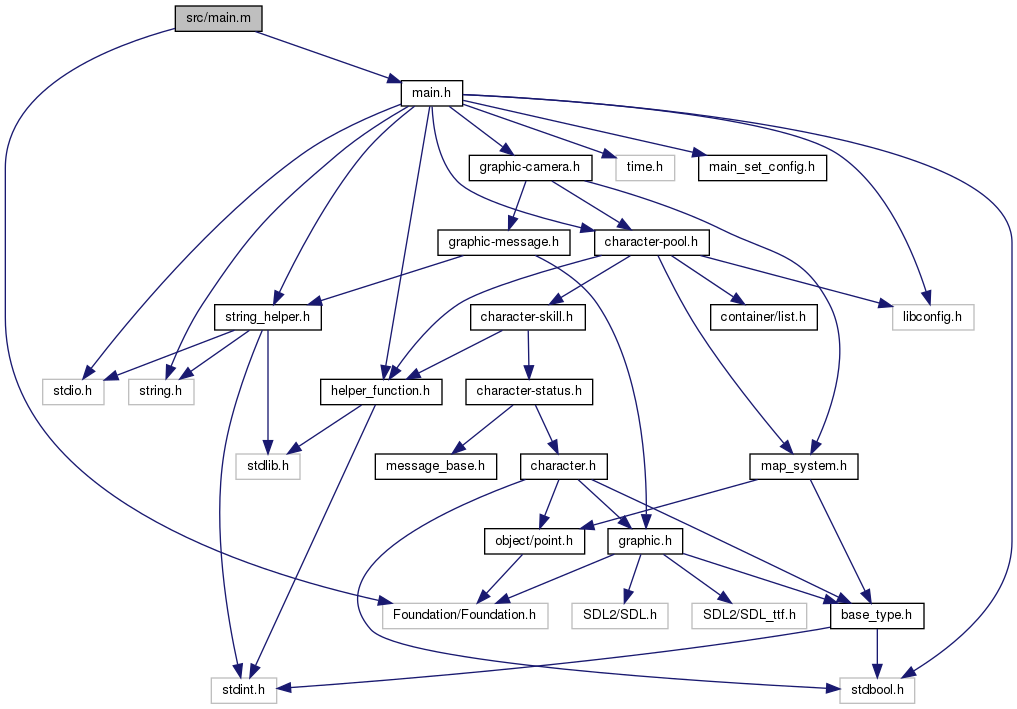 src/main.m
main.h
graphic-camera.h
time.h
main_set_config.h
graphic-message.h
character-pool.h
string_helper.h
character-skill.h
container/list.h
libconfig.h
stdio.h
string.h
helper_function.h
character-status.h
stdlib.h
message_base.h
character.h
map_system.h
object/point.h
graphic.h
Foundation/Foundation.h
SDL2/SDL.h
SDL2/SDL_ttf.h
base_type.h
stdint.h
stdbool.h